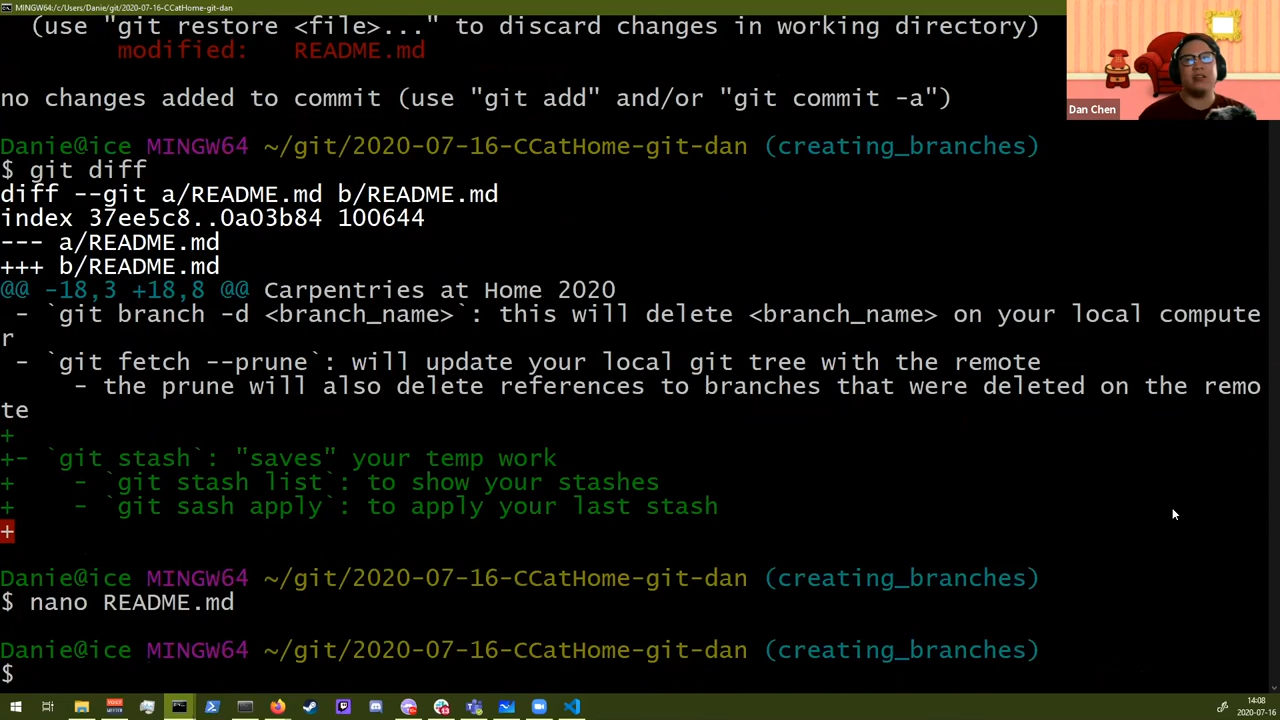 MINGW64:/c/Users/Danie/git/2020-07-16-CCatHome-git-dan
(use "git restore <file>..." to discard changes in working directory)
modified:   README.md
no changes added to commit (use "git add" and/or "git commit -a")
Dan Chen
Danie@ice MINGW64 ~/git/2020-07-16-CCatHome-git-dan (creating_branches)
$ git diff
diff --git a/README.md b/README.md
index 37ee5c8..0a03b84 100644
--- a/README.md
+++ b/README.md
@@ -18,3 +18,8 @@ Carpentries at Home 2020
 - `git branch -d <branch_name>`: this will delete <branch_name> on your local compute
r
 - `git fetch --prune`: will update your local git tree with the remote
     - the prune will also delete references to branches that were deleted on the remo
te
+
+- `git stash`: "saves" your temp work
+    - `git stash list`: to show your stashes
+    - `git sash apply`: to apply your last stash
+
Danie@ice MINGW64 ~/git/2020-07-16-CCatHome-git-dan (creating_branches)
$ nano README.md
Danie@ice MINGW64 ~/git/2020-07-16-CCatHome-git-dan (creating_branches)
$
14:08
2020-07-16